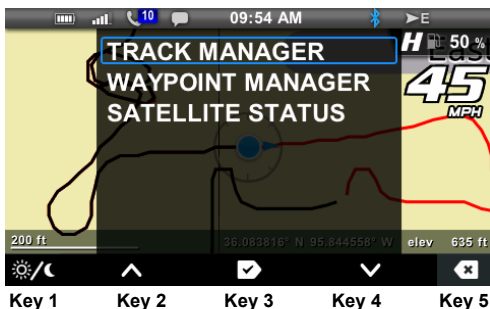 10 09:54 AM E
TRACK MANAGER
WAYPOINT MANAGER
SATELLITE STATUS
H 50 %
East
45
MPH
200 ft
36.083816° N 95.844558° W
elev 635 ft
Key 1 Key 2 Key 3 Key 4 Key 5